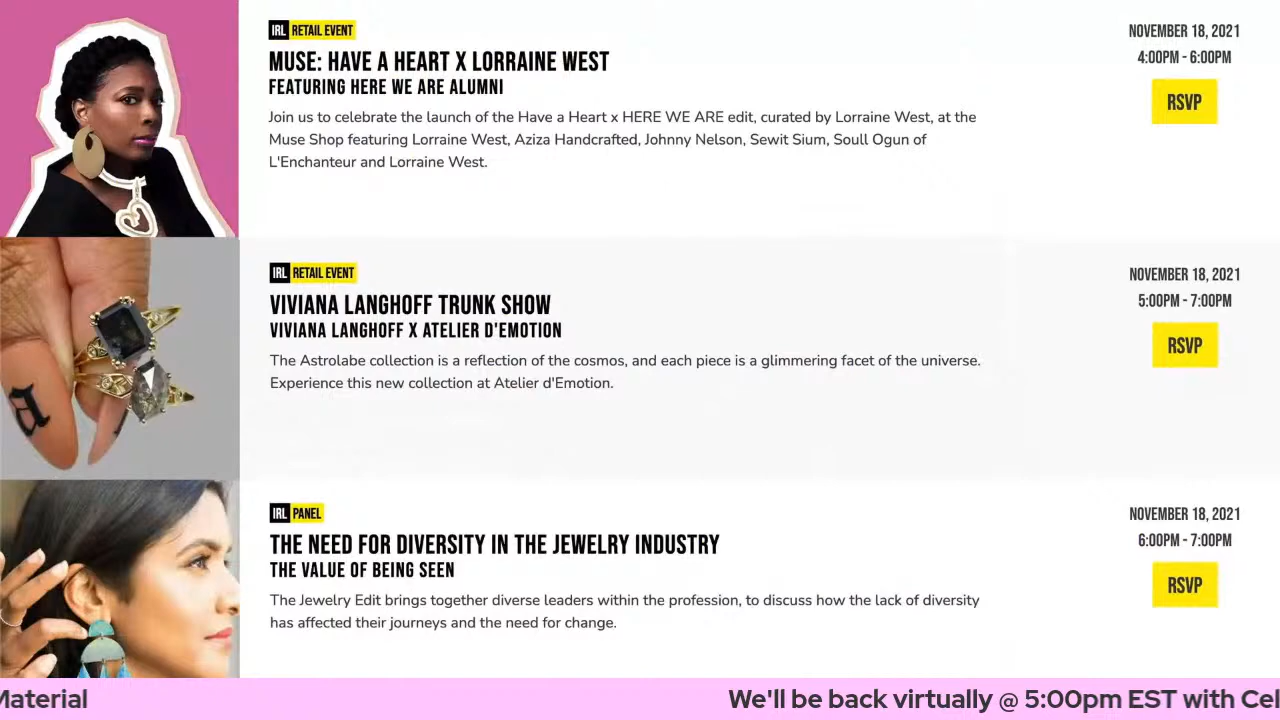 IRL RETAIL EVENT
MUSE: HAVE A HEART X LORRAINE WEST
FEATURING HERE WE ARE ALUMNI
Join us to celebrate the launch of the Have a Heart x HERE WE ARE edit, curated by Lorraine West, at the
Muse Shop featuring Lorraine West, Aziza Handcrafted, Johnny Nelson, Sewit Sium, Soull Ogun of
L'Enchanteur and Lorraine West.
NOVEMBER 18, 2021
4:00PM - 6:00PM
RSVP
a
IRL RETAIL EVENT
VIVIANA LANGHOFF TRUNK SHOW
VIVIANA LANGHOFF X ATELIER D'EMOTION
The Astrolabe collection is a reflection of the cosmos, and each piece is a glimmering facet of the universe.
Experience this new collection at Atelier d'Emotion.
NOVEMBER 18, 2021
5:00PM - 7:00PM
RSVP
IRL PANEL
THE NEED FOR DIVERSITY IN THE JEWELRY INDUSTRY
THE VALUE OF BEING SEEN
The Jewelry Edit brings together diverse leaders within the profession, to discuss how the lack of diversity
has affected their journeys and the need for change.
NOVEMBER 18, 2021
6:00PM - 7:00PM
RSVP
Material We'll be back virtually @ 5:00pm EST with Cel